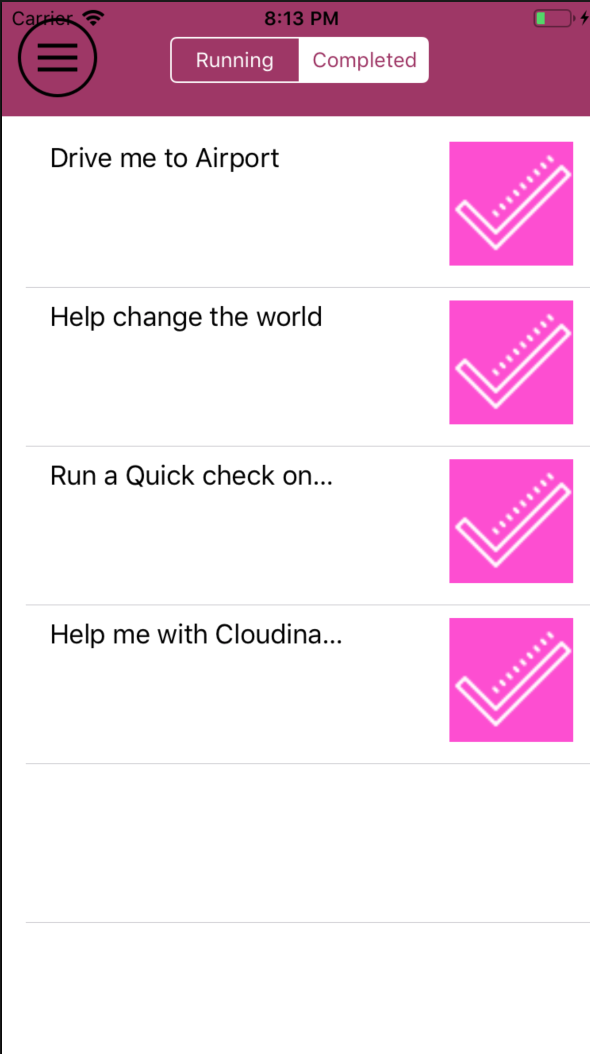 Carrier 8:13 PM
Running Completed
Drive me to Airport
Help change the world
Run a Quick check on...
Help me with Cloudina...